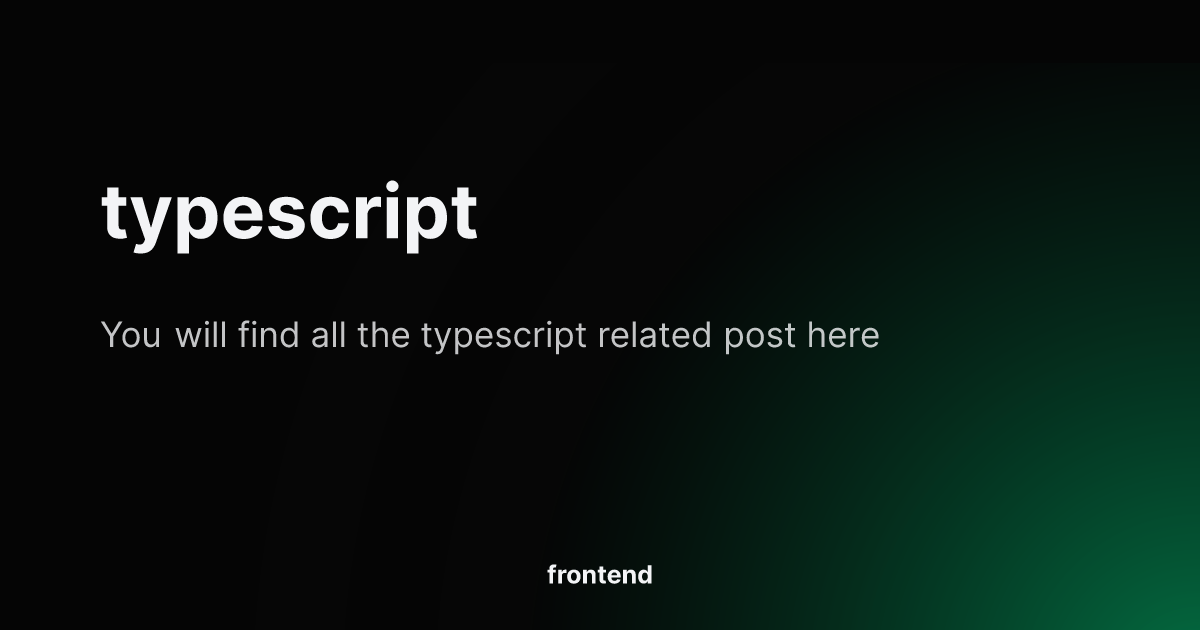 typescript
You will find all the typescript related post here
frontend